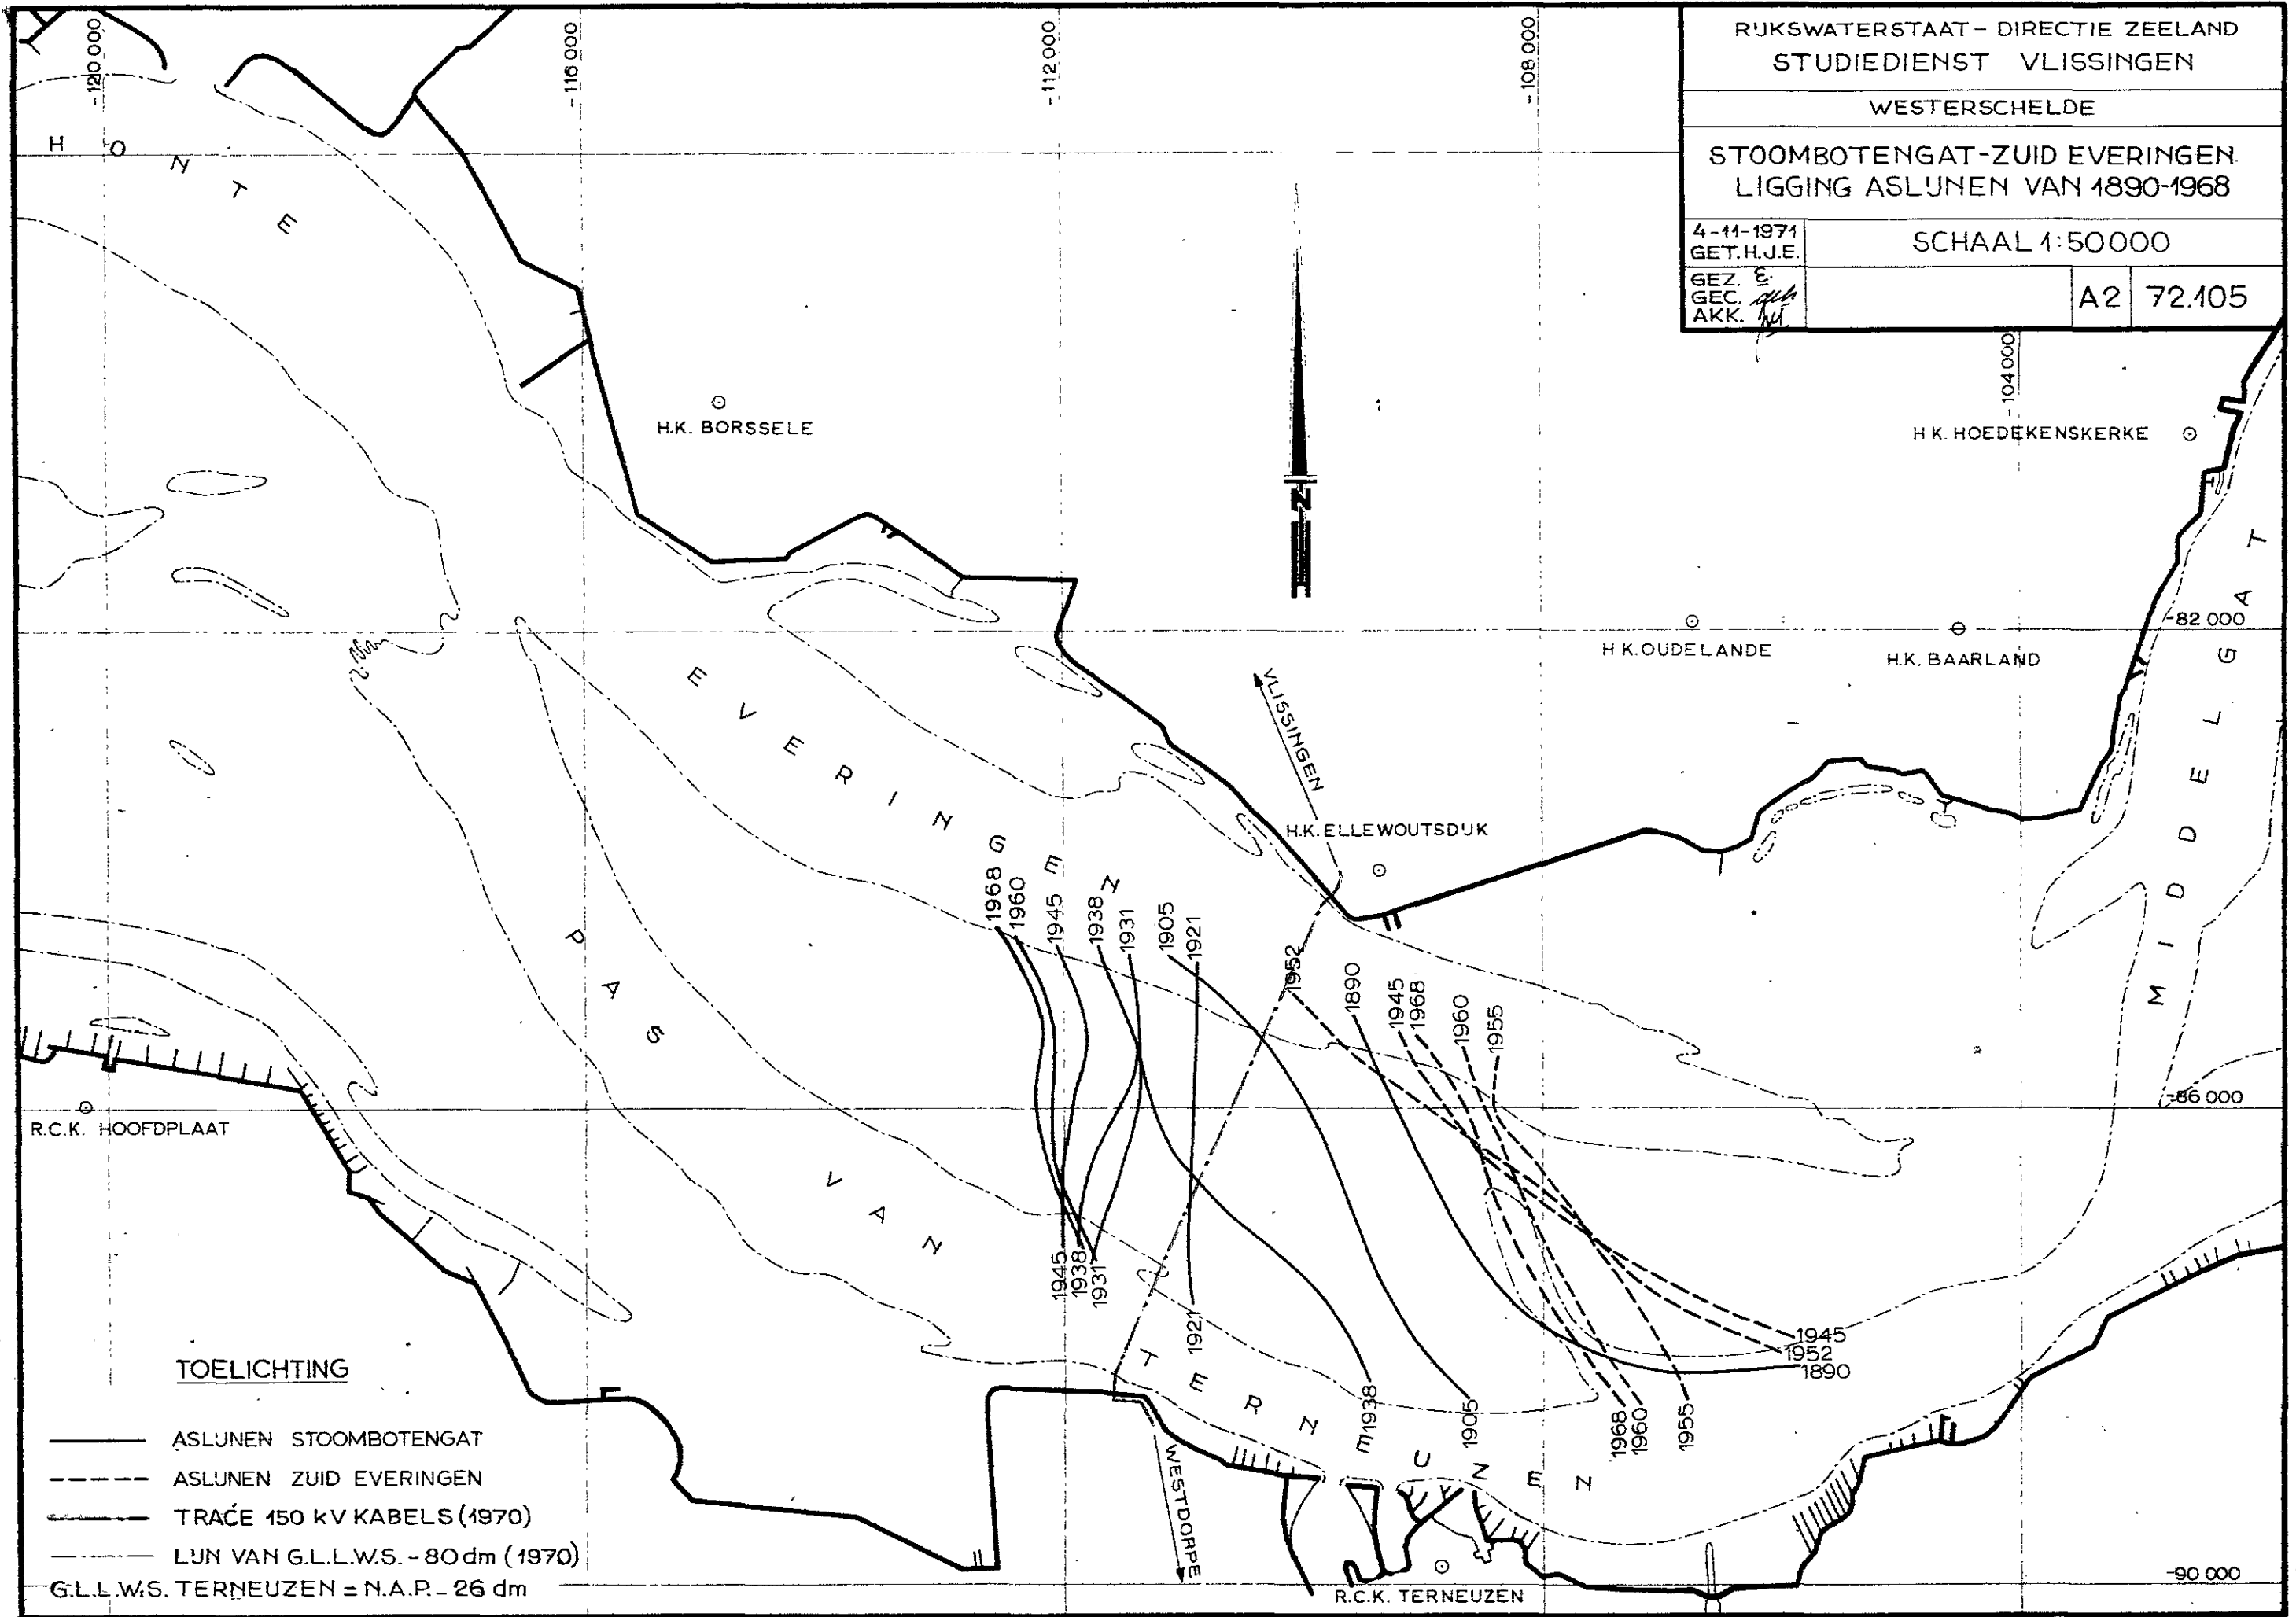 -120 000
-116 000
-112 000
-108 000
RIJKSWATERSTAAT - DIRECTIE ZEELAND
STUDIEDIENST VLISSINGEN
WESTERSCHELDE
STOOMBOTENGAT-ZUID EVERINGEN
LIGGING ASLIJNEN VAN 1890-1968
4-11-1971
GET. H.J.E.
SCHAAL 1:50000
GEZ.
GEC.
AKK.
A2
72.105
HONTE
-104000
H.K. BORSSELE
H.K. HOEDEKENSKERKE
N
-82 000
H.K. OUDELANDE
H.K. BAARLAND
MIDDELGAT
EVERINGEN
VLISSINGEN
H.K. ELLEWOUTSDIJK
1968
1960
1945
1938
1931
1905
1921
1952
1890
1945
1968
1960
1955
PAS VAN TERNEUZEN
-86 000
R.C.K. HOOFDPLAAT
1945
1938
1931
1921
1938
1905
1945
1952
1890
1968
1960
1955
TOELICHTING
ASLIJNEN STOOMBOTENGAT
ASLIJNEN ZUID EVERINGEN
TRACÉ 150 kV KABELS (1970)
LIJN VAN G.L.L.W.S. - 80 dm (1970)
G.L.L.W.S. TERNEUZEN = N.A.P. - 26 dm
WESTDORPE
R.C.K. TERNEUZEN
-90 000